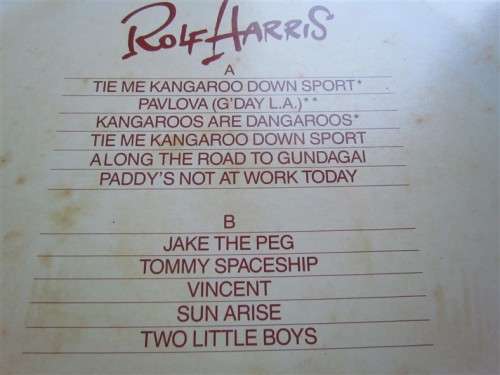 ROLF HARRIS
A
TIE ME KANGAROO DOWN SPORT*
PAVLOVA (G'DAY L.A.)**
KANGAROOS ARE DANGAROOS*
TIE ME KANGAROO DOWN SPORT
ALONG THE ROAD TO GUNDAGAI
PADDY'S NOT AT WORK TODAY
B
JAKE THE PEG
TOMMY SPACESHIP
VINCENT
SUN ARISE
TWO LITTLE BOYS